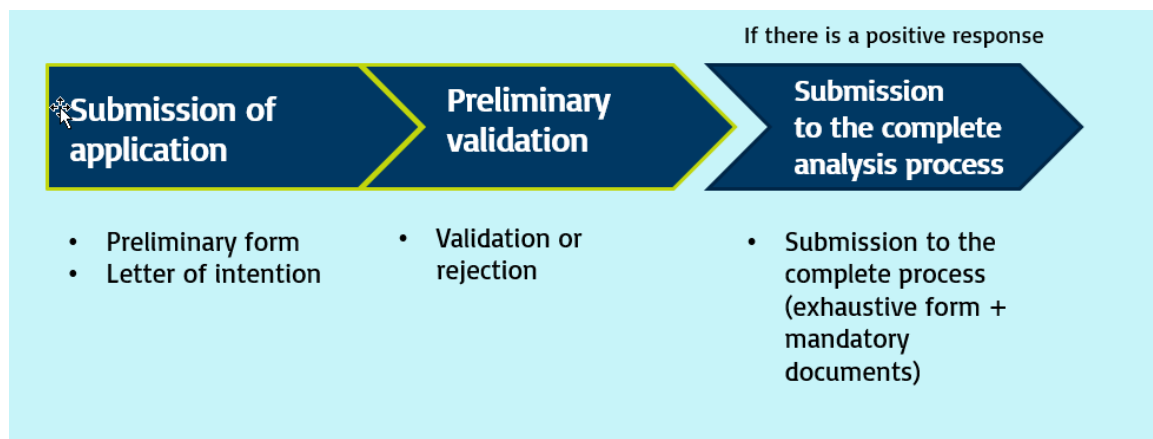 If there is a positive response
Submission of
application
Preliminary
validation
Submission
to the complete
analysis process
• Preliminary form
• Letter of intention
• Validation or
rejection
• Submission to the
complete process
(exhaustive form +
mandatory
documents)